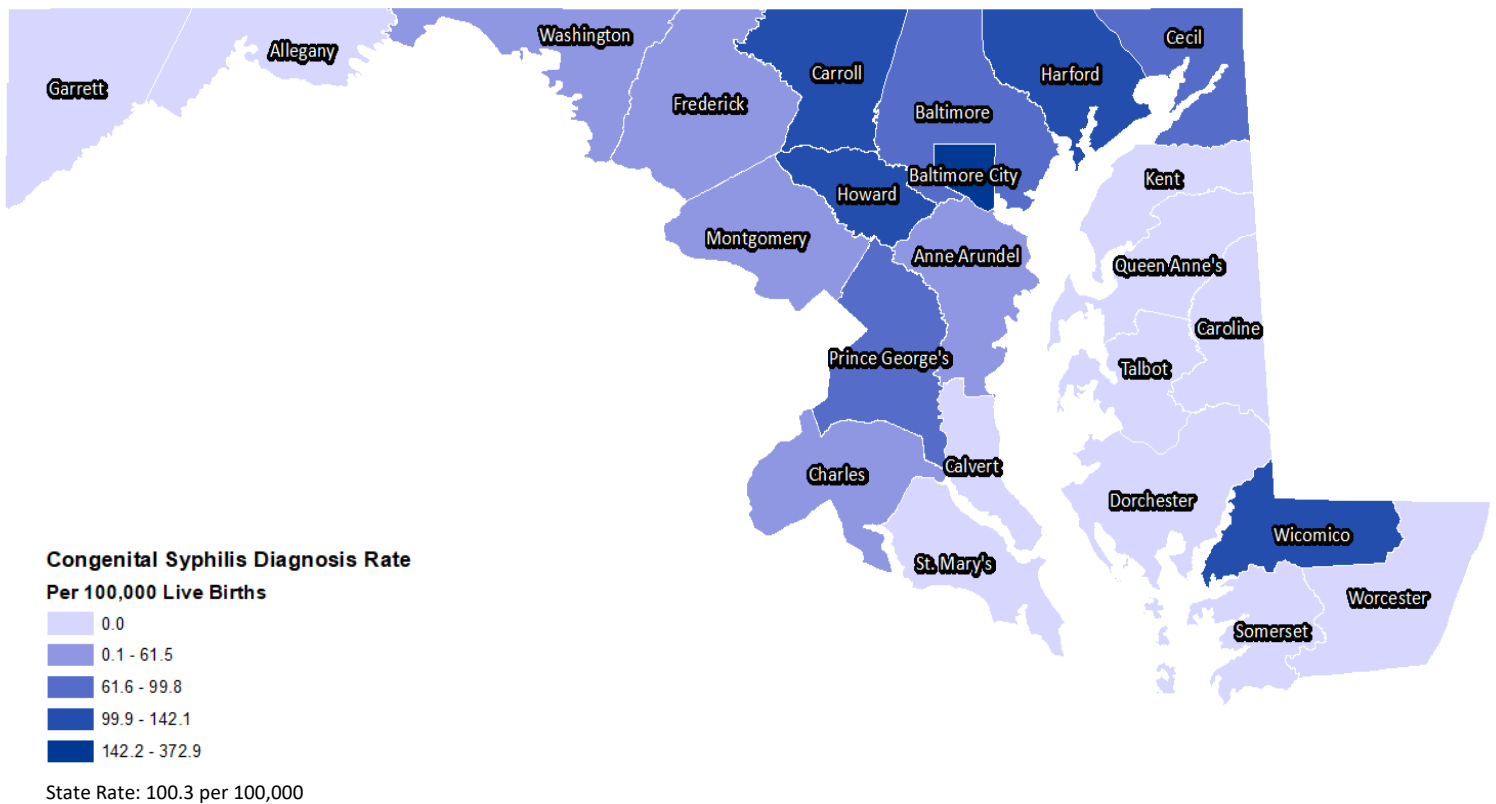 Washington
Cecil
Allegany
Carroll
Harford
Garrett
Frederick
Baltimore
Baltimore City
Kent
Howard
Montgomery
Anne Arundel
Queen Anne's
Caroline
Prince George's
Talbot
Calvert
Charles
Dorchester
Wicomico
St. Mary's
Worcester
Somerset
Congenital Syphilis Diagnosis Rate
Per 100,000 Live Births
0.0
0.1 - 61.5
61.6 - 99.8
99.9 - 142.1
142.2 - 372.9
State Rate: 100.3 per 100,000